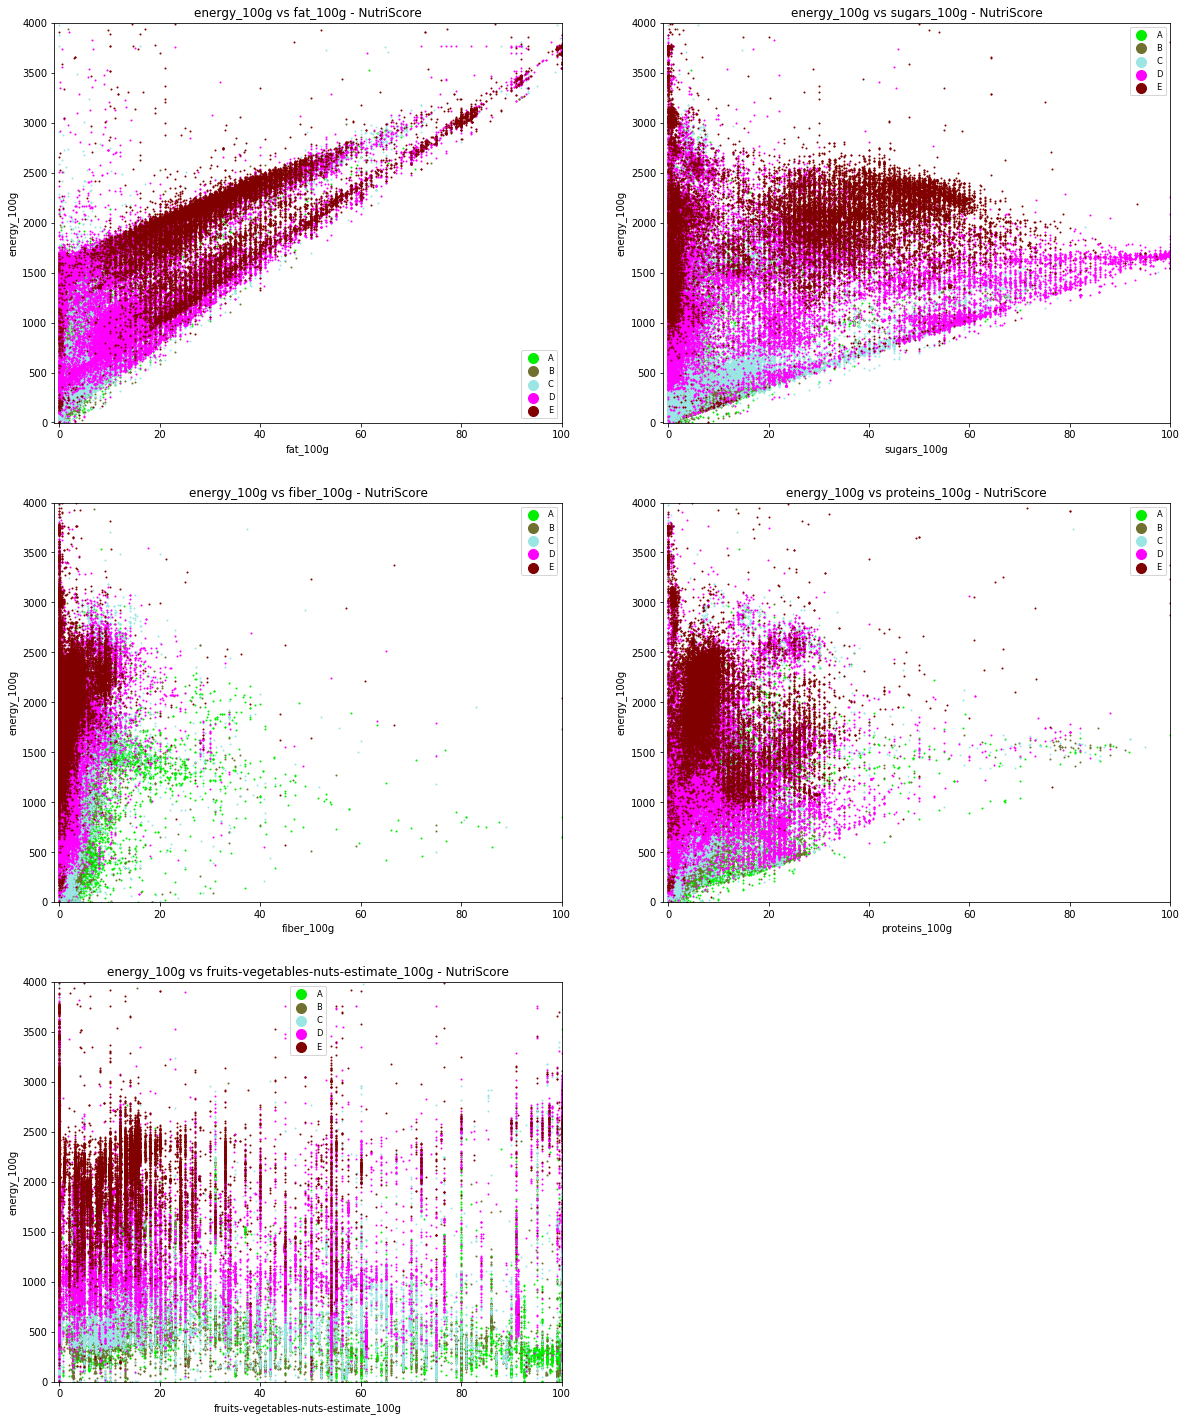 energy_100g vs fat_100g - NutriScore
4000
3500
3000
2500
2000
1500
1000
500
0
energy_100g
A
B
C
D
E
0 20 40 60 80 100
fat_100g
energy_100g vs sugars_100g - NutriScore
4000
3500
3000
2500
2000
1500
1000
500
0
energy_100g
A
B
C
D
E
0 20 40 60 80 100
sugars_100g
energy_100g vs fiber_100g - NutriScore
4000
3500
3000
2500
2000
1500
1000
500
0
energy_100g
A
B
C
D
E
0 20 40 60 80 100
fiber_100g
energy_100g vs proteins_100g - NutriScore
4000
3500
3000
2500
2000
1500
1000
500
0
energy_100g
A
B
C
D
E
0 20 40 60 80 100
proteins_100g
energy_100g vs fruits-vegetables-nuts-estimate_100g - NutriScore
4000
3500
3000
2500
2000
1500
1000
500
0
energy_100g
A
B
C
D
E
0 20 40 60 80 100
fruits-vegetables-nuts-estimate_100g